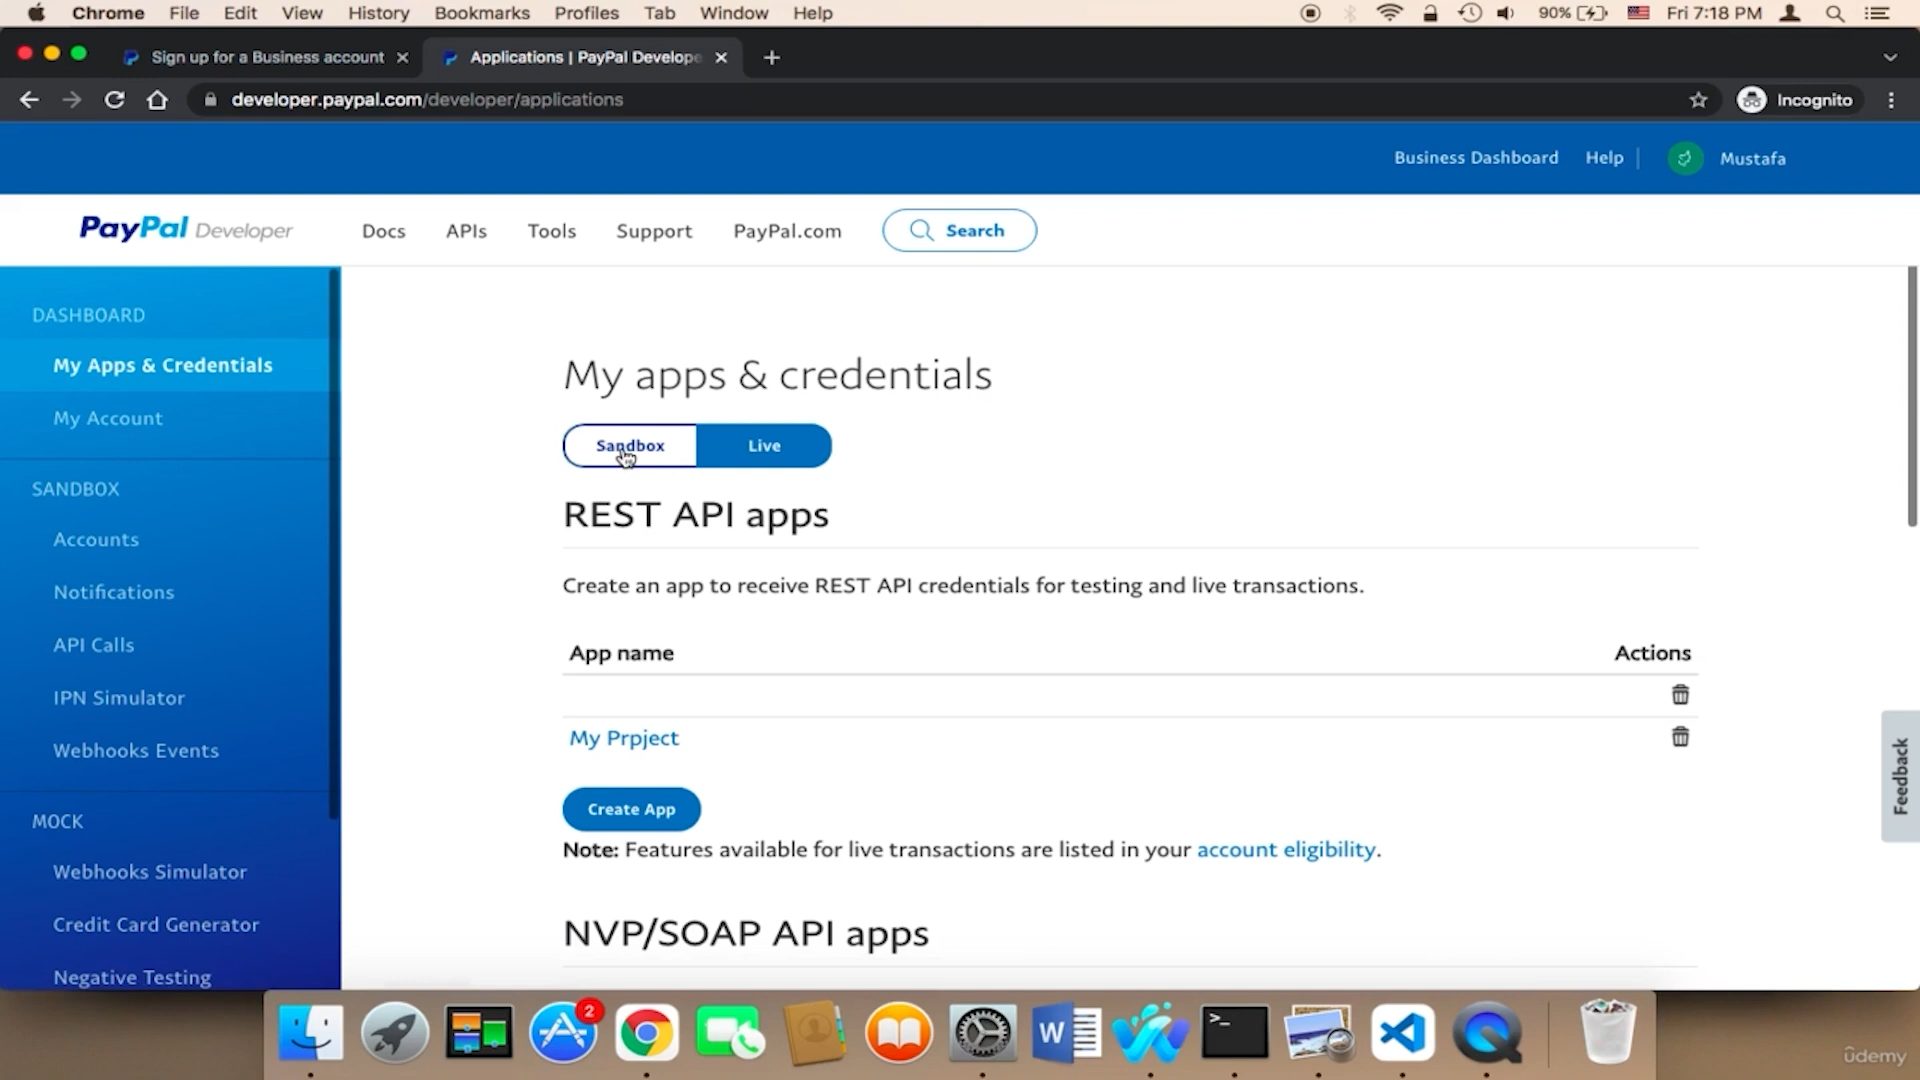 Chrome File Edit View History Bookmarks Profiles Tab Window Help 90% Fri 7:18 PM
Sign up for a Business account Applications | PayPal Develope
developer.paypal.com/developer/applications Incognito
Business Dashboard Help Mustafa
PayPal Developer Docs APIs Tools Support PayPal.com Search
DASHBOARD
My Apps & Credentials
My Account
SANDBOX
Accounts
Notifications
API Calls
IPN Simulator
Webhooks Events
MOCK
Webhooks Simulator
Credit Card Generator
Negative Testing
My apps & credentials
Sandbox Live
REST API apps
Create an app to receive REST API credentials for testing and live transactions.
App name Actions
My Prpject
Create App
Note: Features available for live transactions are listed in your account eligibility.
NVP/SOAP API apps
Feedback
2
W
>_
ûdemy